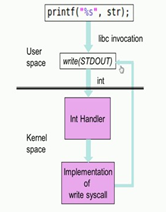 printf("%s", str);
libc invocation
User
space
write(STDOUT)
int
Int Handler
Kernel
space
Implementation
of
write syscall